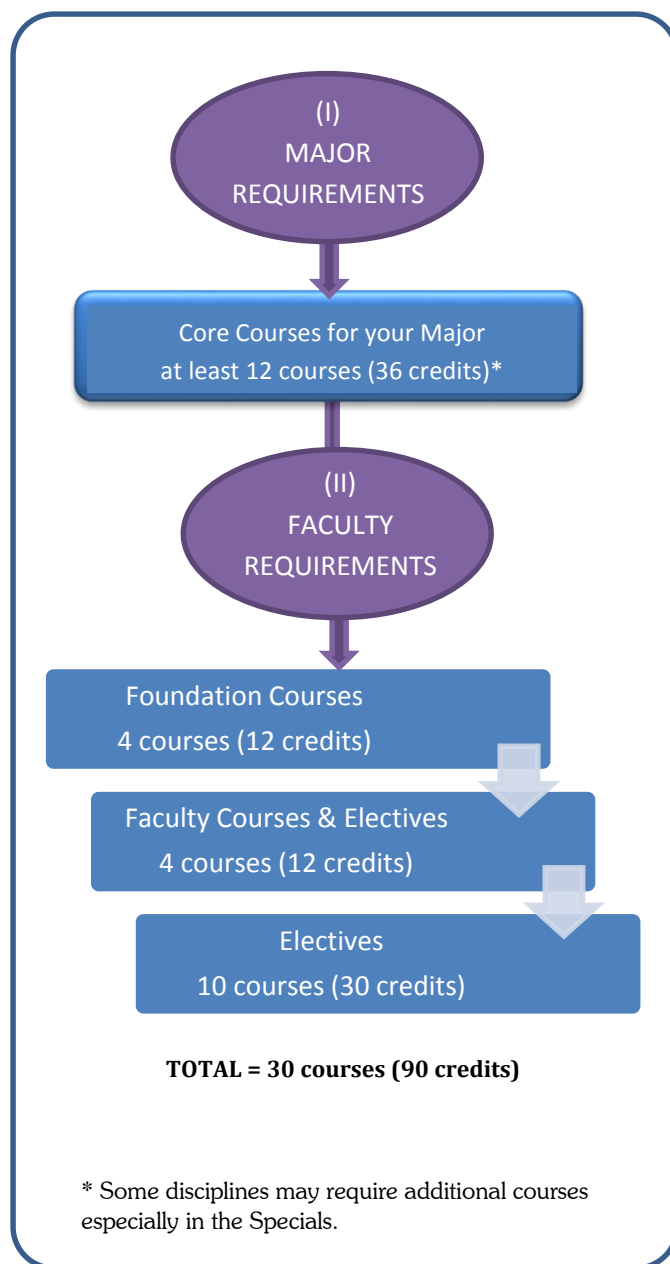 (I)
MAJOR
REQUIREMENTS
Core Courses for your Major
at least 12 courses (36 credits)*
(II)
FACULTY
REQUIREMENTS
Foundation Courses
4 courses (12 credits)
Faculty Courses & Electives
4 courses (12 credits)
Electives
10 courses (30 credits)
TOTAL = 30 courses (90 credits)
* Some disciplines may require additional courses
especially in the Specials.